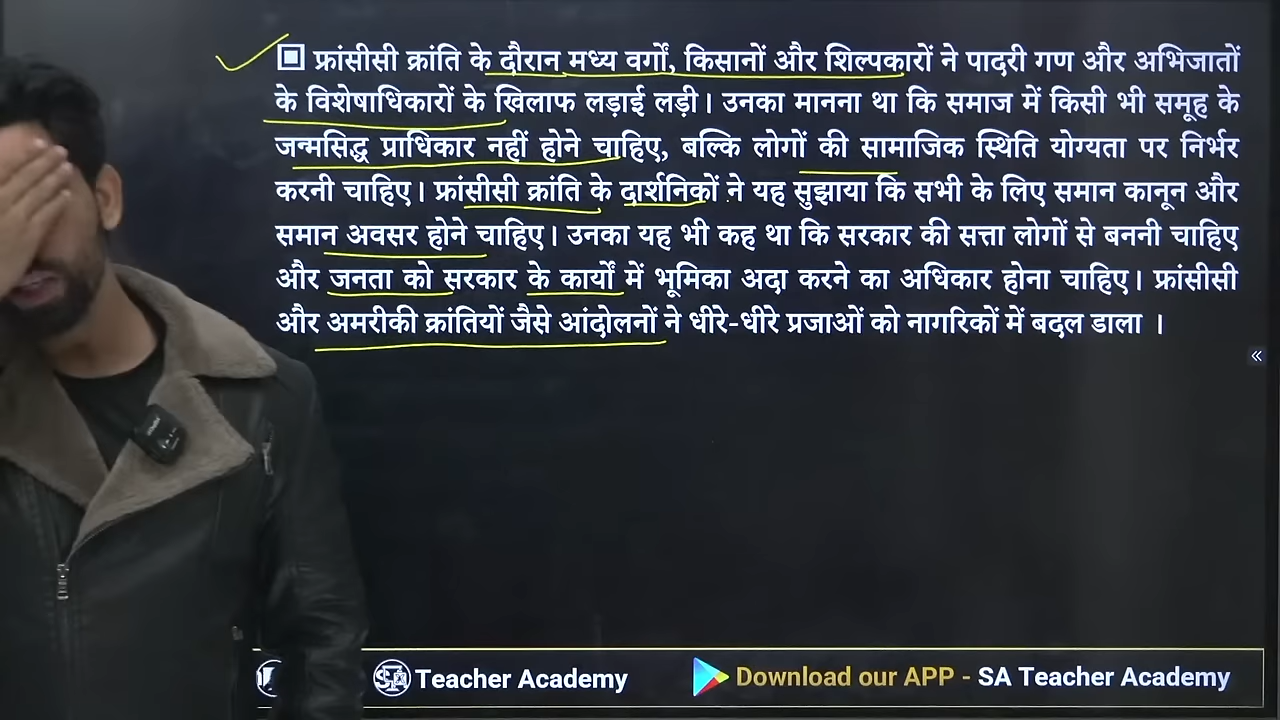 फ्रांसीसी क्रांति के दौरान मध्य वर्गों, किसानों और शिल्पकारों ने पादरी गण और अभिजातों
के विशेषाधिकारों के खिलाफ लड़ाई लड़ी। उनका मानना था कि समाज में किसी भी समूह के
जन्मसिद्ध प्राधिकार नहीं होने चाहिए, बल्कि लोगों की सामाजिक स्थिति योग्यता पर निर्भर
करनी चाहिए। फ्रांसीसी क्रांति के दार्शनिकों ने यह सुझाया कि सभी के लिए समान कानून और
समान अवसर होने चाहिए। उनका यह भी कह था कि सरकार की सत्ता लोगों से बननी चाहिए
और जनता को सरकार के कार्यों में भूमिका अदा करने का अधिकार होना चाहिए। फ्रांसीसी
और अमरीकी क्रांतियों जैसे आंदोलनों ने धीरे-धीरे प्रजाओं को नागरिकों में बदल डाला ।
Teacher Academy
Download our APP - SA Teacher Academy